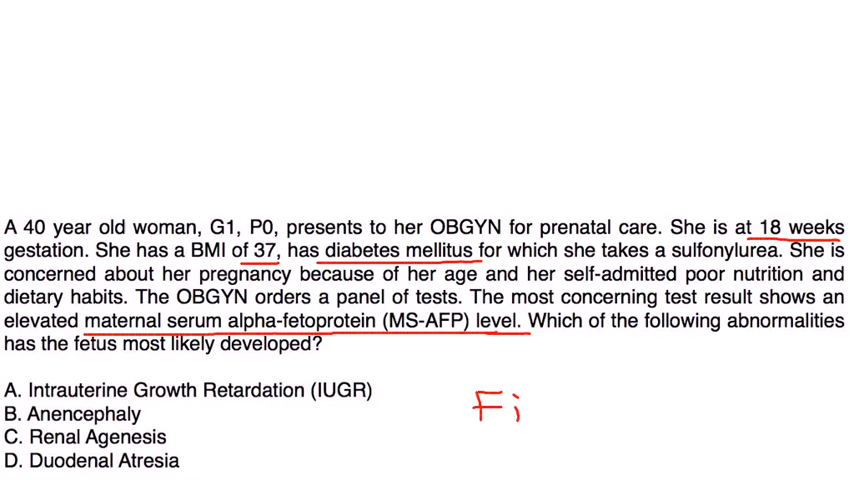 A 40 year old woman, G1, P0, presents to her OBGYN for prenatal care. She is at 18 weeks
gestation. She has a BMI of 37, has diabetes mellitus for which she takes a sulfonylurea. She is
concerned about her pregnancy because of her age and her self-admitted poor nutrition and
dietary habits. The OBGYN orders a panel of tests. The most concerning test result shows an
elevated maternal serum alpha-fetoprotein (MS-AFP) level. Which of the following abnormalities
has the fetus most likely developed?
A. Intrauterine Growth Retardation (IUGR)
B. Anencephaly
Fi
C. Renal Agenesis
D. Duodenal Atresia